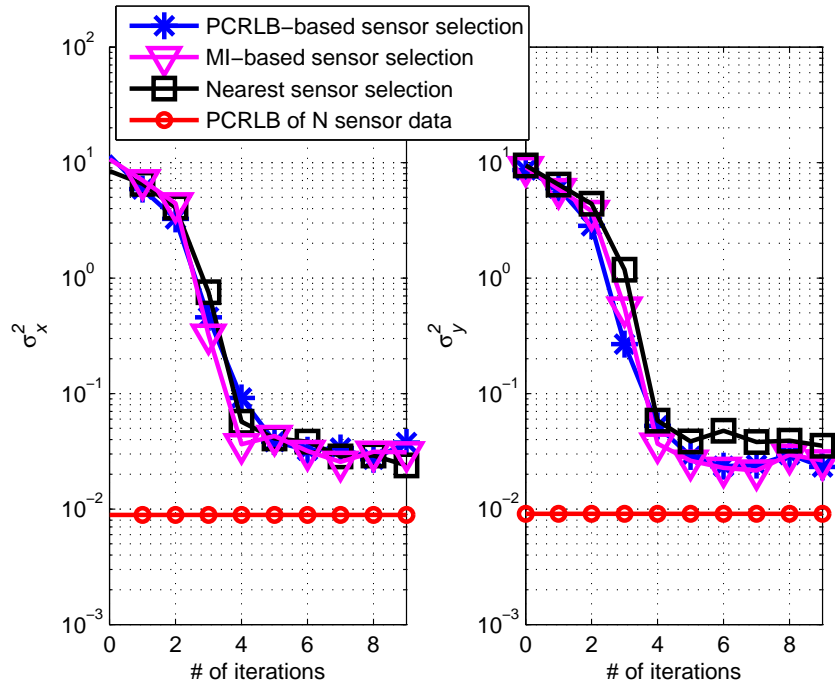 PCRLB−based sensor selection
MI−based sensor selection
Nearest sensor selection
PCRLB of N sensor data
10^2
10^1
10^0
10^−1
10^−2
10^−3
σ_x^2
0 2 4 6 8
# of iterations
10^2
10^1
10^0
10^−1
10^−2
10^−3
σ_y^2
0 2 4 6 8
# of iterations